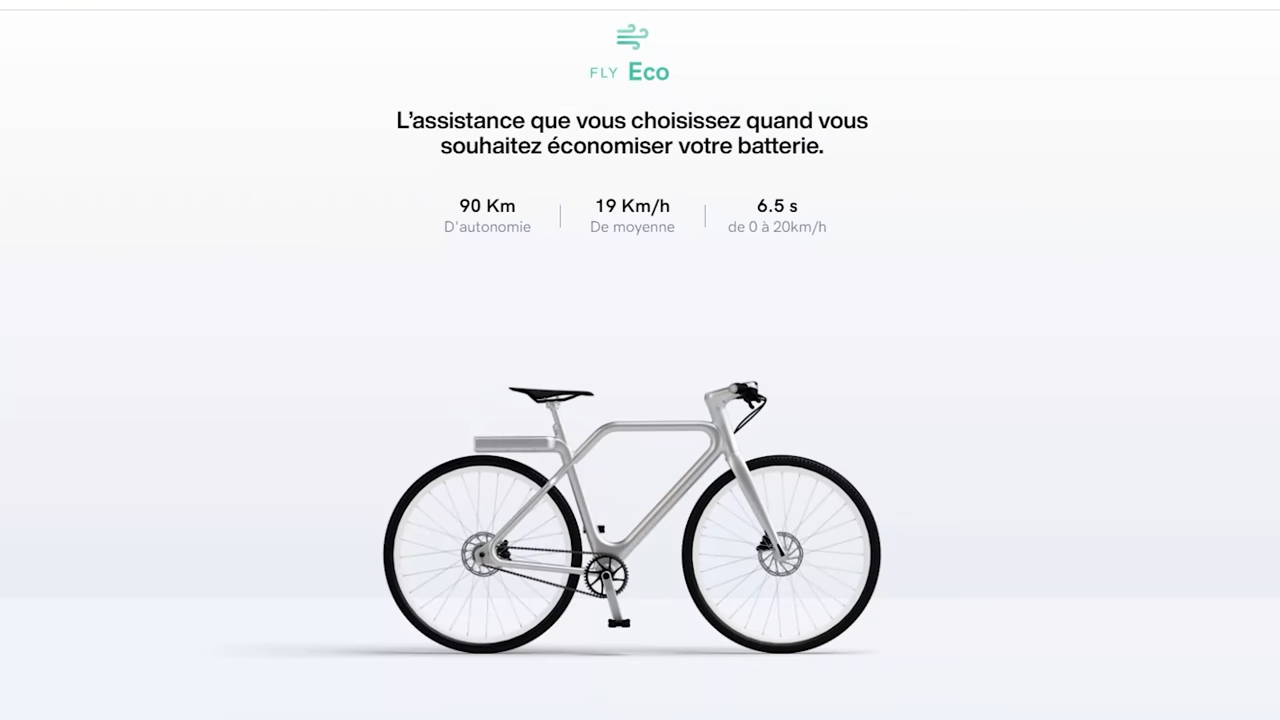 FLY Eco
L’assistance que vous choisissez quand vous
souhaitez économiser votre batterie.
90 Km
D'autonomie
19 Km/h
De moyenne
6.5 s
de 0 à 20km/h